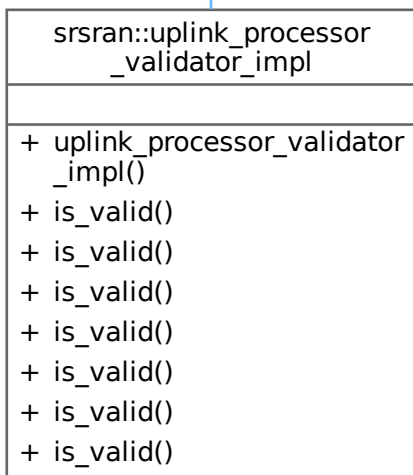 srsran::uplink_processor
_validator_impl
+ uplink_processor_validator
_impl()
+ is_valid()
+ is_valid()
+ is_valid()
+ is_valid()
+ is_valid()
+ is_valid()
+ is_valid()